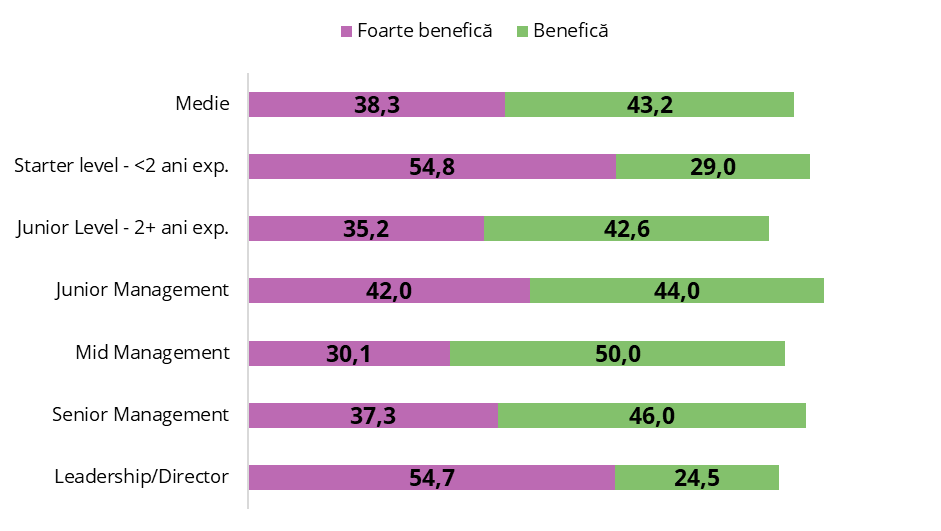 Foarte benefică Benefică
Medie 38,3 43,2
Starter level - <2 ani exp. 54,8 29,0
Junior Level - 2+ ani exp. 35,2 42,6
Junior Management 42,0 44,0
Mid Management 30,1 50,0
Senior Management 37,3 46,0
Leadership/Director 54,7 24,5